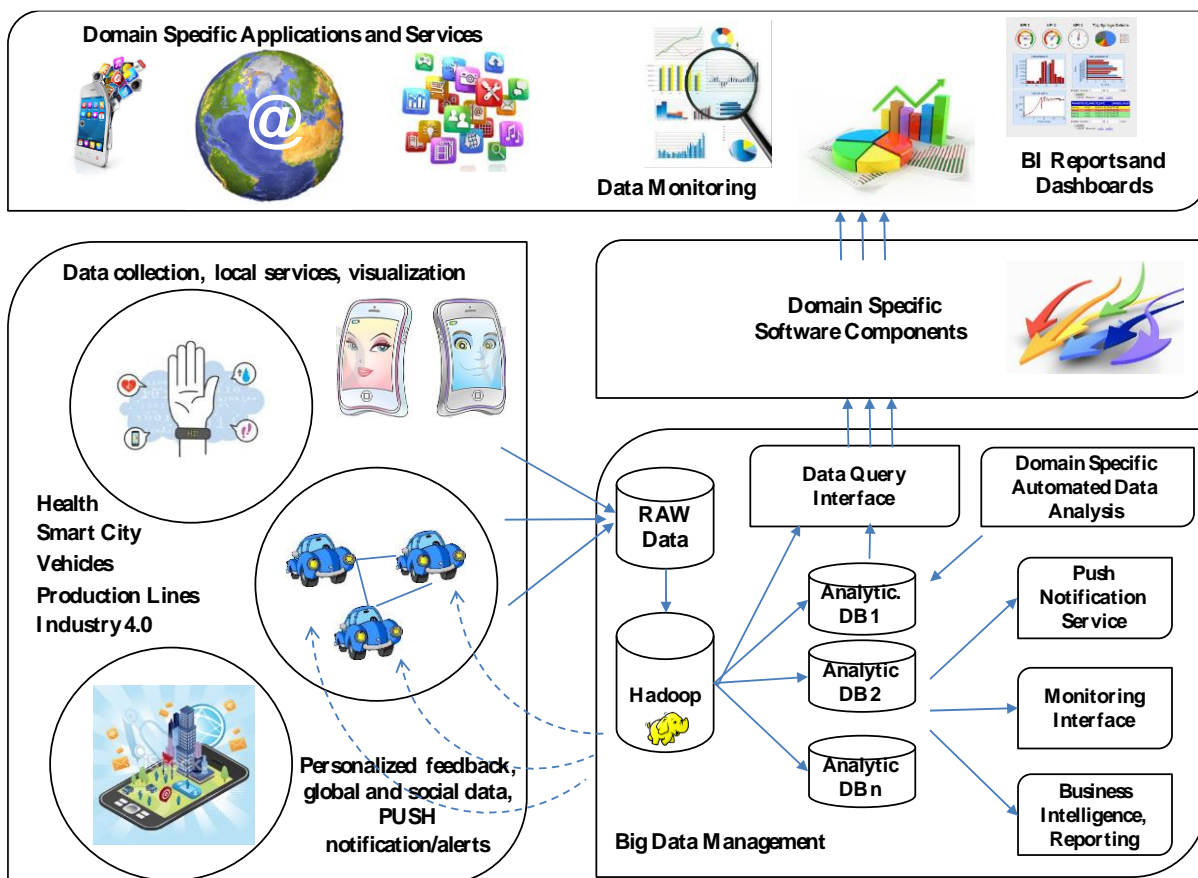 Domain Specific Applications and Services
@
Data Monitoring
BI Reports and
Dashboards
Data collection, local services, visualization
Health
Smart City
Vehicles
Production Lines
Industry 4.0
Personalized feedback,
global and social data,
PUSH
notification/alerts
Domain Specific
Software Components
Data Query
Interface
Domain Specific
Automated Data
Analysis
RAW
Data
Hadoop
Analytic.
DB1
Analytic
DB2
Analytic
DBn
Push
Notification
Service
Monitoring
Interface
Business
Intelligence,
Reporting
Big Data Management